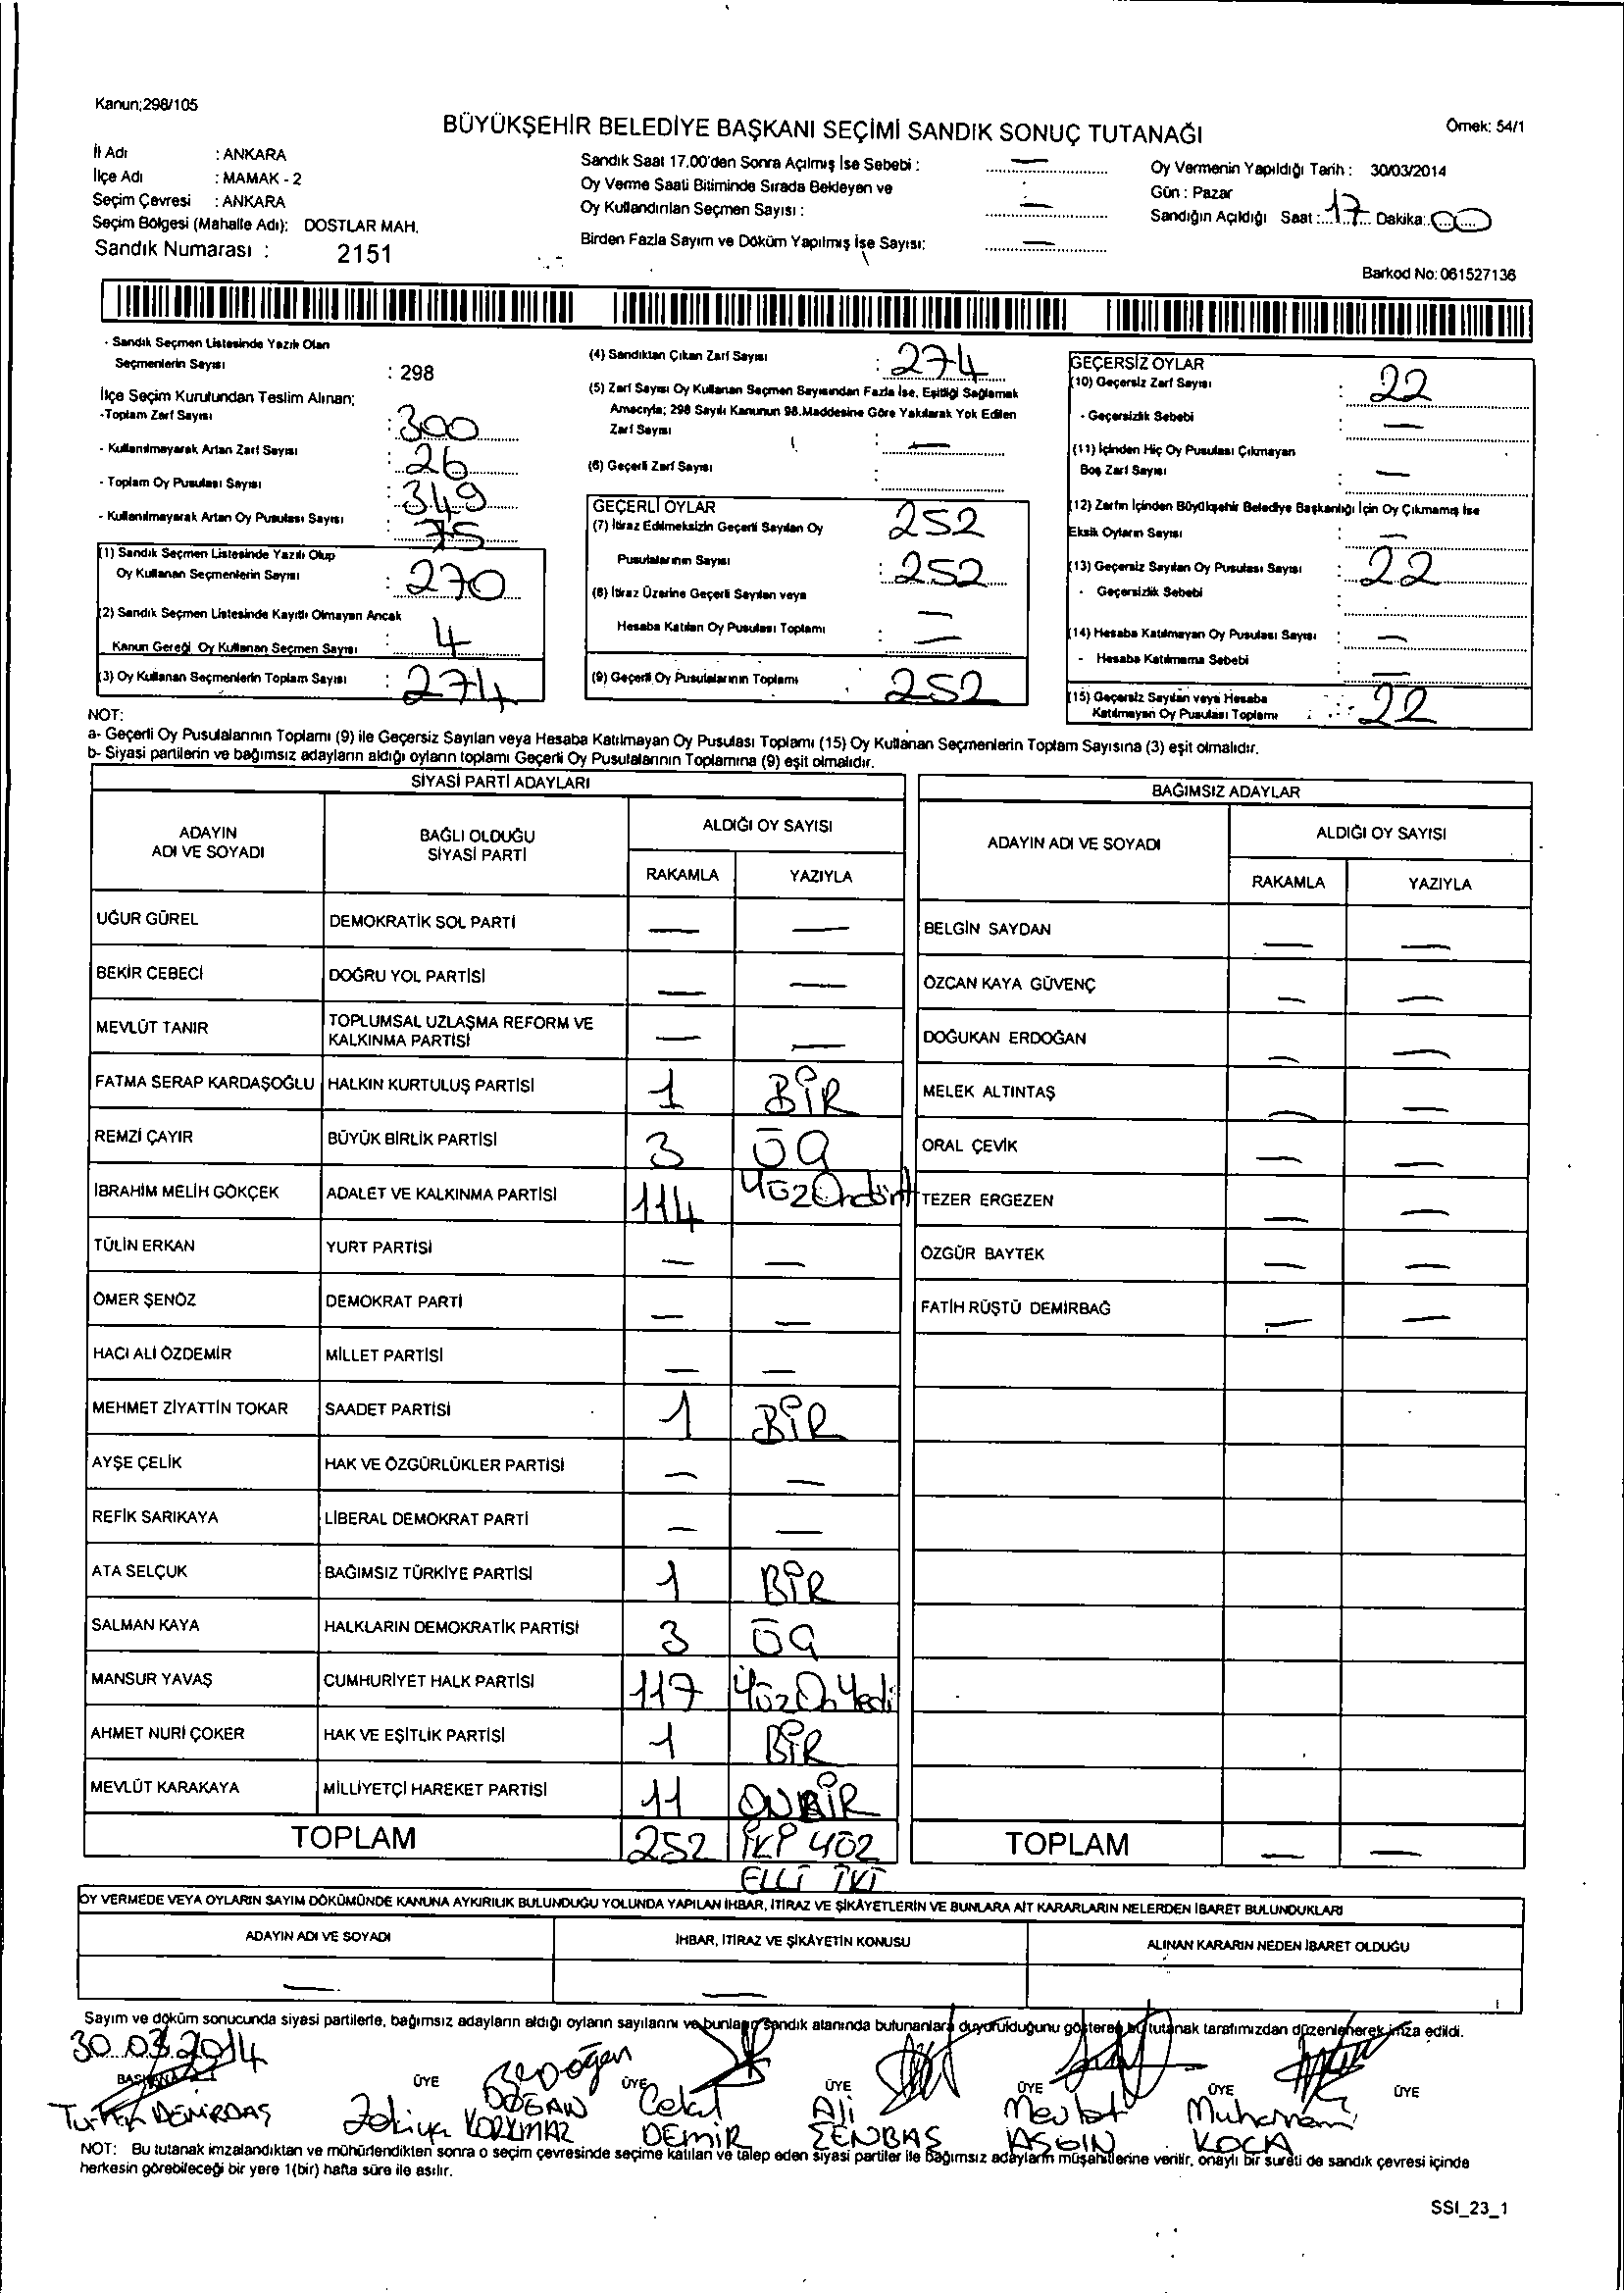 Kanun;298/105
BÜYÜKŞEHİR BELEDİYE BAŞKANI SEÇİMİ SANDIK SONUÇ TUTANAĞI
Örnek: 54/1
İl Adı : ANKARA
İlçe Adı : MAMAK - 2
Seçim Çevresi : ANKARA
Seçim Bölgesi (Mahalle Adı): DOSTLAR MAH.
Sandık Numarası : 2151
Sandık Saat 17.00'den Sonra Açılmış İse Sebebi : —
Oy Verme Saati Bitiminde Sırada Bekleyen ve
Oy Kullandırılan Seçmen Sayısı : —
Birden Fazla Sayım ve Döküm Yapılmış İse Sayısı: —
Oy Vermenin Yapıldığı Tarih : 30/03/2014
Gün : Pazar
Sandığın Açıldığı Saat : 17 Dakika: 00
Barkod No: 061527136
- Sandık Seçmen Listesinde Yazılı Olan
Seçmenlerin Sayısı : 298
İlçe Seçim Kurulundan Teslim Alınan;
-Toplam Zarf Sayısı : 300
- Kullanılmayarak Artan Zarf Sayısı : 26
- Toplam Oy Pusulası Sayısı : 349
- Kullanılmayarak Artan Oy Pusulası Sayısı : 75
(1) Sandık Seçmen Listesinde Yazılı Olup
Oy Kullanan Seçmenlerin Sayısı : 270
(2) Sandık Seçmen Listesinde Kayıtlı Olmayan Ancak
Kanun Gereği Oy Kullanan Seçmen Sayısı : 4
(3) Oy Kullanan Seçmenlerin Toplam Sayısı : 274
(4) Sandıktan Çıkan Zarf Sayısı : 274
(5) Zarf Sayısı Oy Kullanan Seçmen Sayısından Fazla İse, Eşitliği Sağlamak
Amacıyla; 298 Sayılı Kanunun 98.Maddesine Göre Yakılarak Yok Edilen
Zarf Sayısı : —
(6) Geçerli Zarf Sayısı :
GEÇERLİ OYLAR
(7) İtiraz Edilmeksizin Geçerli Sayılan Oy 252
Pusulalarının Sayısı : 252
(8) İtiraz Üzerine Geçerli Sayılan veya —
Hesaba Katılan Oy Pusulası Toplamı : —
(9) Geçerli Oy Pusulalarının Toplamı : 252
GEÇERSİZ OYLAR
(10) Geçersiz Zarf Sayısı : 22
- Geçersizlik Sebebi —
(11) İçinden Hiç Oy Pusulası Çıkmayan
Boş Zarf Sayısı —
(12) Zarfın İçinden Büyükşehir Belediye Başkanlığı İçin Oy Çıkmamış İse
Eksik Oyların Sayısı —
(13) Geçersiz Sayılan Oy Pusulası Sayısı : 22
- Geçersizlik Sebebi
(14) Hesaba Katılmayan Oy Pusulası Sayısı : —
- Hesaba Katılmama Sebebi —
(15) Geçersiz Sayılan veya Hesaba
Katılmayan Oy Pusulası Toplamı : 22
NOT:
a- Geçerli Oy Pusulalarının Toplamı (9) ile Geçersiz Sayılan veya Hesaba Katılmayan Oy Pusulası Toplamı (15) Oy Kullanan Seçmenlerin Toplam Sayısına (3) eşit olmalıdır.
b- Siyasi partilerin ve bağımsız adayların aldığı oyların toplamı Geçerli Oy Pusulalarının Toplamına (9) eşit olmalıdır.
SİYASİ PARTİ ADAYLARI
ADAYIN ADI VE SOYADI BAĞLI OLDUĞU SİYASİ PARTİ ALDIĞI OY SAYISI
RAKAMLA YAZIYLA
UĞUR GÜREL DEMOKRATİK SOL PARTİ — —
BEKİR CEBECİ DOĞRU YOL PARTİSİ — —
MEVLÜT TANIR TOPLUMSAL UZLAŞMA REFORM VE KALKINMA PARTİSİ — —
FATMA SERAP KARDAŞOĞLU HALKIN KURTULUŞ PARTİSİ 1 BİR
REMZİ ÇAYIR BÜYÜK BİRLİK PARTİSİ 3 ÜÇ
İBRAHİM MELİH GÖKÇEK ADALET VE KALKINMA PARTİSİ 114 YüzOndört
TÜLİN ERKAN YURT PARTİSİ — —
ÖMER ŞENÖZ DEMOKRAT PARTİ — —
HACI ALİ ÖZDEMİR MİLLET PARTİSİ — —
MEHMET ZİYATTİN TOKAR SAADET PARTİSİ 1 BİR
AYŞE ÇELİK HAK VE ÖZGÜRLÜKLER PARTİSİ — —
REFİK SARIKAYA LİBERAL DEMOKRAT PARTİ — —
ATA SELÇUK BAĞIMSIZ TÜRKİYE PARTİSİ 1 BİR
SALMAN KAYA HALKLARIN DEMOKRATİK PARTİSİ 3 ÜÇ
MANSUR YAVAŞ CUMHURİYET HALK PARTİSİ 117 YüzOnYedi
AHMET NURİ ÇOKER HAK VE EŞİTLİK PARTİSİ 1 BİR
MEVLÜT KARAKAYA MİLLİYETÇİ HAREKET PARTİSİ 11 ONBİR
TOPLAM 252 İKİ YÜZ
ELLİ İKİ
BAĞIMSIZ ADAYLAR
ADAYIN ADI VE SOYADI ALDIĞI OY SAYISI
RAKAMLA YAZIYLA
BELGİN SAYDAN — —
ÖZCAN KAYA GÜVENÇ — —
DOĞUKAN ERDOĞAN — —
MELEK ALTINTAŞ — —
ORAL ÇEVİK — —
TEZER ERGEZEN — —
ÖZGÜR BAYTEK — —
FATİH RÜŞTÜ DEMİRBAĞ — —
TOPLAM — —
OY VERMEDE VEYA OYLARIN SAYIM DÖKÜMÜNDE KANUNA AYKIRILIK BULUNDUĞU YOLUNDA YAPILAN İHBAR, İTİRAZ VE ŞİKÂYETLERİN VE BUNLARA AİT KARARLARIN NELERDEN İBARET BULUNDUKLARI
ADAYIN ADI VE SOYADI İHBAR, İTİRAZ VE ŞİKÂYETİN KONUSU ALINAN KARARIN NEDEN İBARET OLDUĞU
— —
Sayım ve döküm sonucunda siyasi partilerle, bağımsız adayların aldığı oyların sayılarını ve bunların sandık alanında bulunanlara duyurulduğunu gösteren bu tutanak tarafımızdan düzenlenerek imza edildi.
30.03.2014
BAŞKAN ÜYE ÜYE ÜYE ÜYE ÜYE ÜYE
DEMİRDAŞ
Zekiye KORKMAZ
DOĞAN
Celal DEMİR
Ali ŞENBAŞ
Mevlüt
Muharrem KOCA
NOT: Bu tutanak imzalandıktan ve mühürlendikten sonra o seçim çevresinde seçime katılan ve talep eden siyasi partiler ile bağımsız adayların müşahitlerine verilir, onaylı bir sureti de sandık çevresi içinde
herkesin görebileceği bir yere 1(bir) hafta süre ile asılır.
SSI_23_1